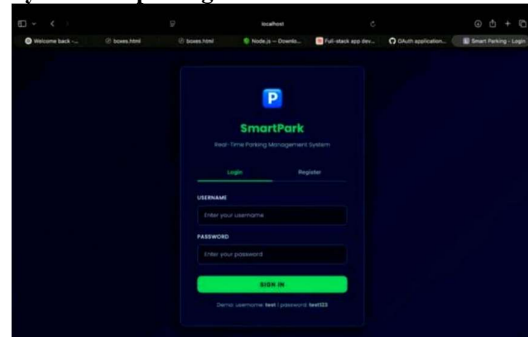 localhost
Welcome back -...
boxes.html
boxes.html
Node.js — Downlo...
Full-stack app dev...
OAuth application...
Smart Parking - Login
P
SmartPark
Real-Time Parking Management System
Login
Register
USERNAME
Enter your username
PASSWORD
Enter your password
SIGN IN
Demo: username: test | password: test123